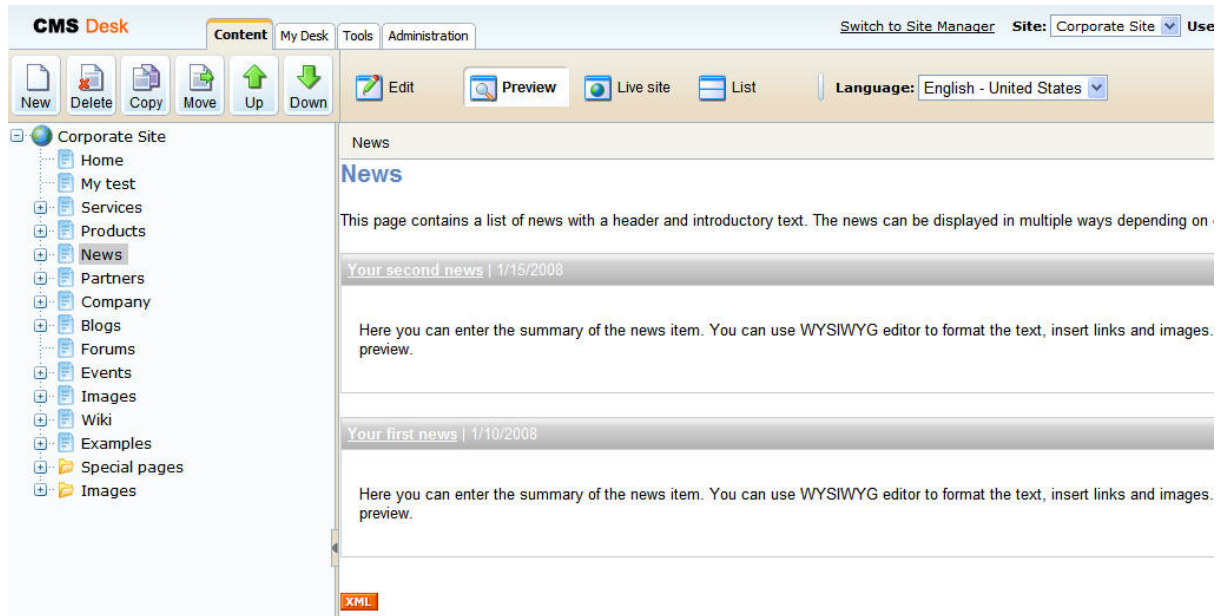 CMS Desk
Content My Desk Tools Administration
Switch to Site Manager Site: Corporate Site Use
New Delete Copy Move Up Down
Edit Preview Live site List Language: English - United States
Corporate Site
Home
My test
Services
Products
News
Partners
Company
Blogs
Forums
Events
Images
Wiki
Examples
Special pages
Images
News
News
This page contains a list of news with a header and introductory text. The news can be displayed in multiple ways depending on
Your second news | 1/15/2008
Here you can enter the summary of the news item. You can use WYSIWYG editor to format the text, insert links and images.
preview.
Your first news | 1/10/2008
Here you can enter the summary of the news item. You can use WYSIWYG editor to format the text, insert links and images.
preview.
XML